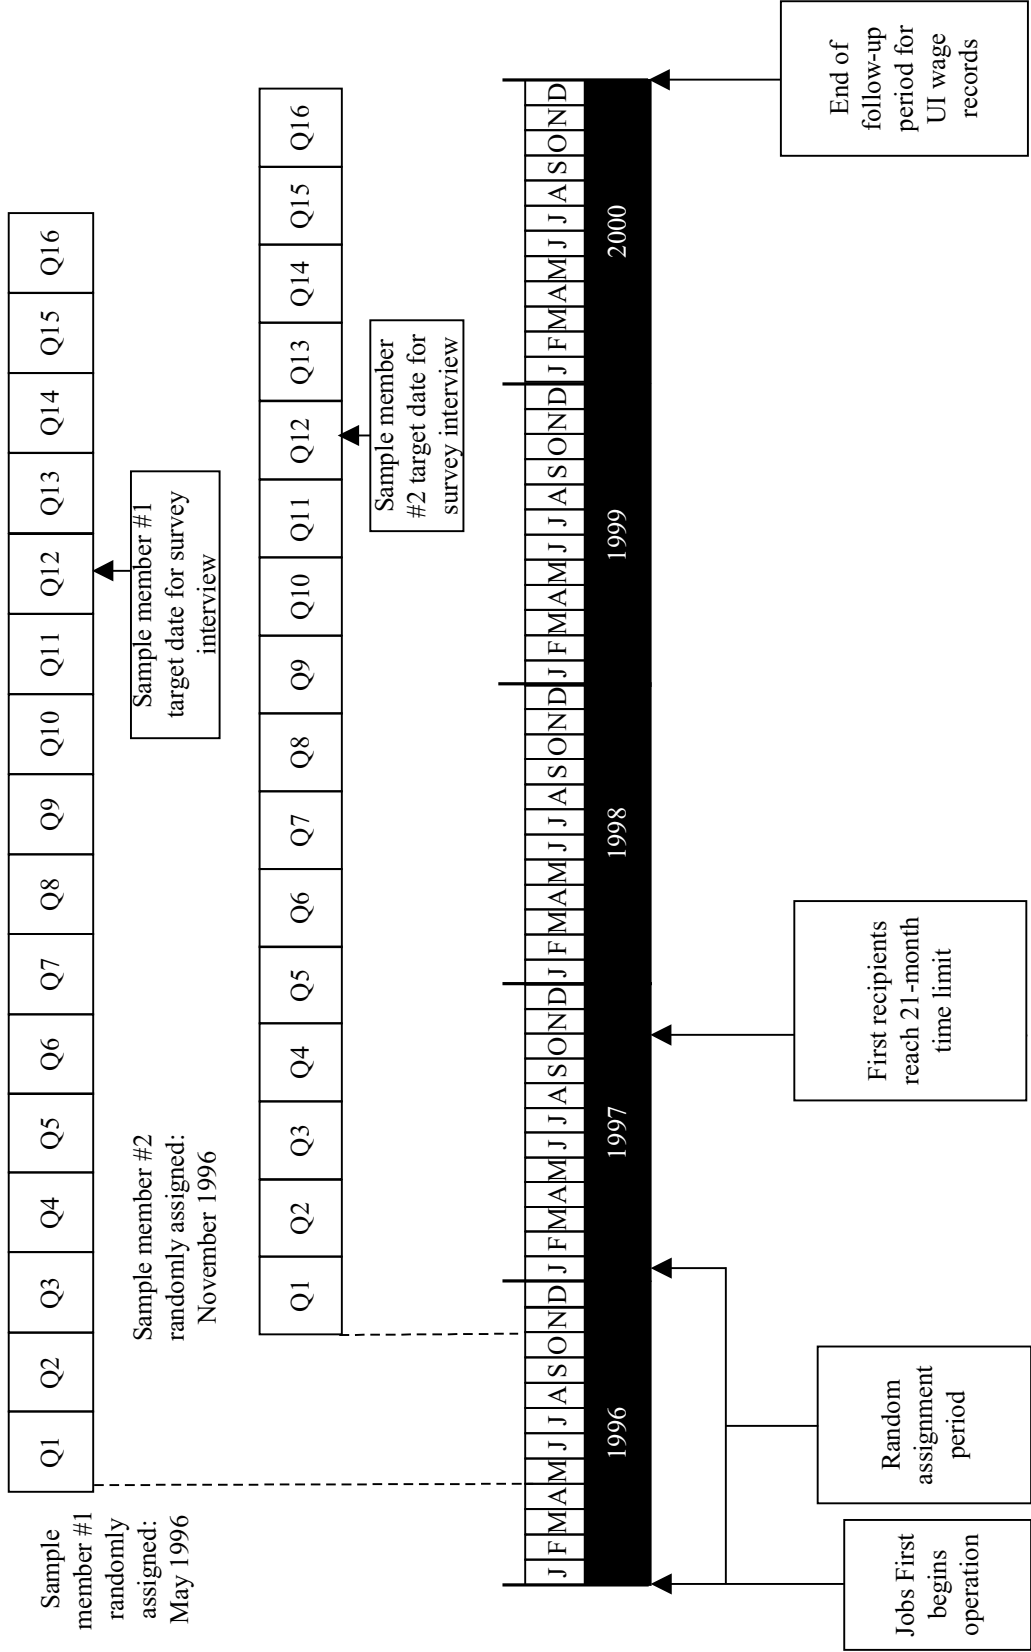 Sample
member #1
randomly
assigned:
May 1996
Q1 Q2 Q3 Q4 Q5 Q6 Q7 Q8 Q9 Q10 Q11 Q12 Q13 Q14 Q15 Q16
Sample member #1
target date for survey
interview
Sample member #2
randomly assigned:
November 1996
Q1 Q2 Q3 Q4 Q5 Q6 Q7 Q8 Q9 Q10 Q11 Q12 Q13 Q14 Q15 Q16
Sample member
#2 target date for
survey interview
J F M A M J J A S O N D J F M A M J J A S O N D J F M A M J J A S O N D J F M A M J J A S O N D J F M A M J J A S O N D
1996 1997 1998 1999 2000
Jobs First
begins
operation
Random
assignment
period
First recipients
reach 21-month
time limit
End of
follow-up
period for
UI wage
records